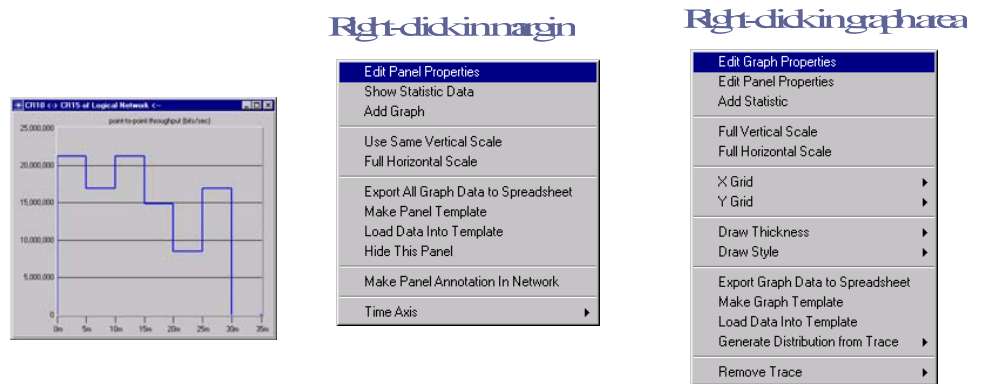 Right-click in margin
Right-click in graph area
CR10 <-> CR15 of Logical Network <--
point-to-point throughput (bits/sec)
25,000,000
20,000,000
15,000,000
10,000,000
5,000,000
0
0m 5m 10m 15m 20m 25m 30m 35m
Edit Panel Properties
Show Statistic Data
Add Graph
Use Same Vertical Scale
Full Horizontal Scale
Export All Graph Data to Spreadsheet
Make Panel Template
Load Data Into Template
Hide This Panel
Make Panel Annotation In Network
Time Axis
Edit Graph Properties
Edit Panel Properties
Add Statistic
Full Vertical Scale
Full Horizontal Scale
X Grid
Y Grid
Draw Thickness
Draw Style
Export Graph Data to Spreadsheet
Make Graph Template
Load Data Into Template
Generate Distribution from Trace
Remove Trace